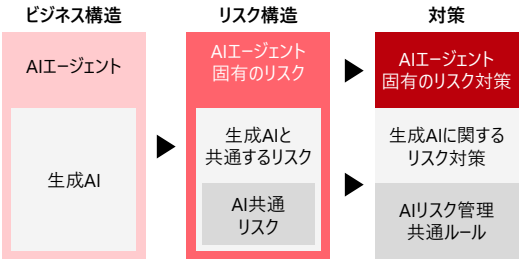 ビジネス構造
リスク構造
対策
AIエージェント
生成AI
AIエージェント
固有のリスク
生成AIと
共通するリスク
AI共通
リスク
AIエージェント
固有のリスク対策
生成AIに関する
リスク対策
AIリスク管理
共通ルール